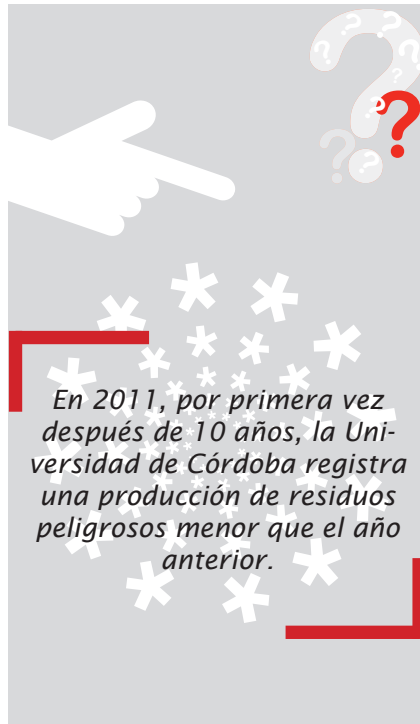 ? ? ? ? ? ?
?
? ? ?
En 2011, por primera vez
después de 10 años, la Uni-
versidad de Córdoba registra
una producción de residuos
peligrosos menor que el año
anterior.